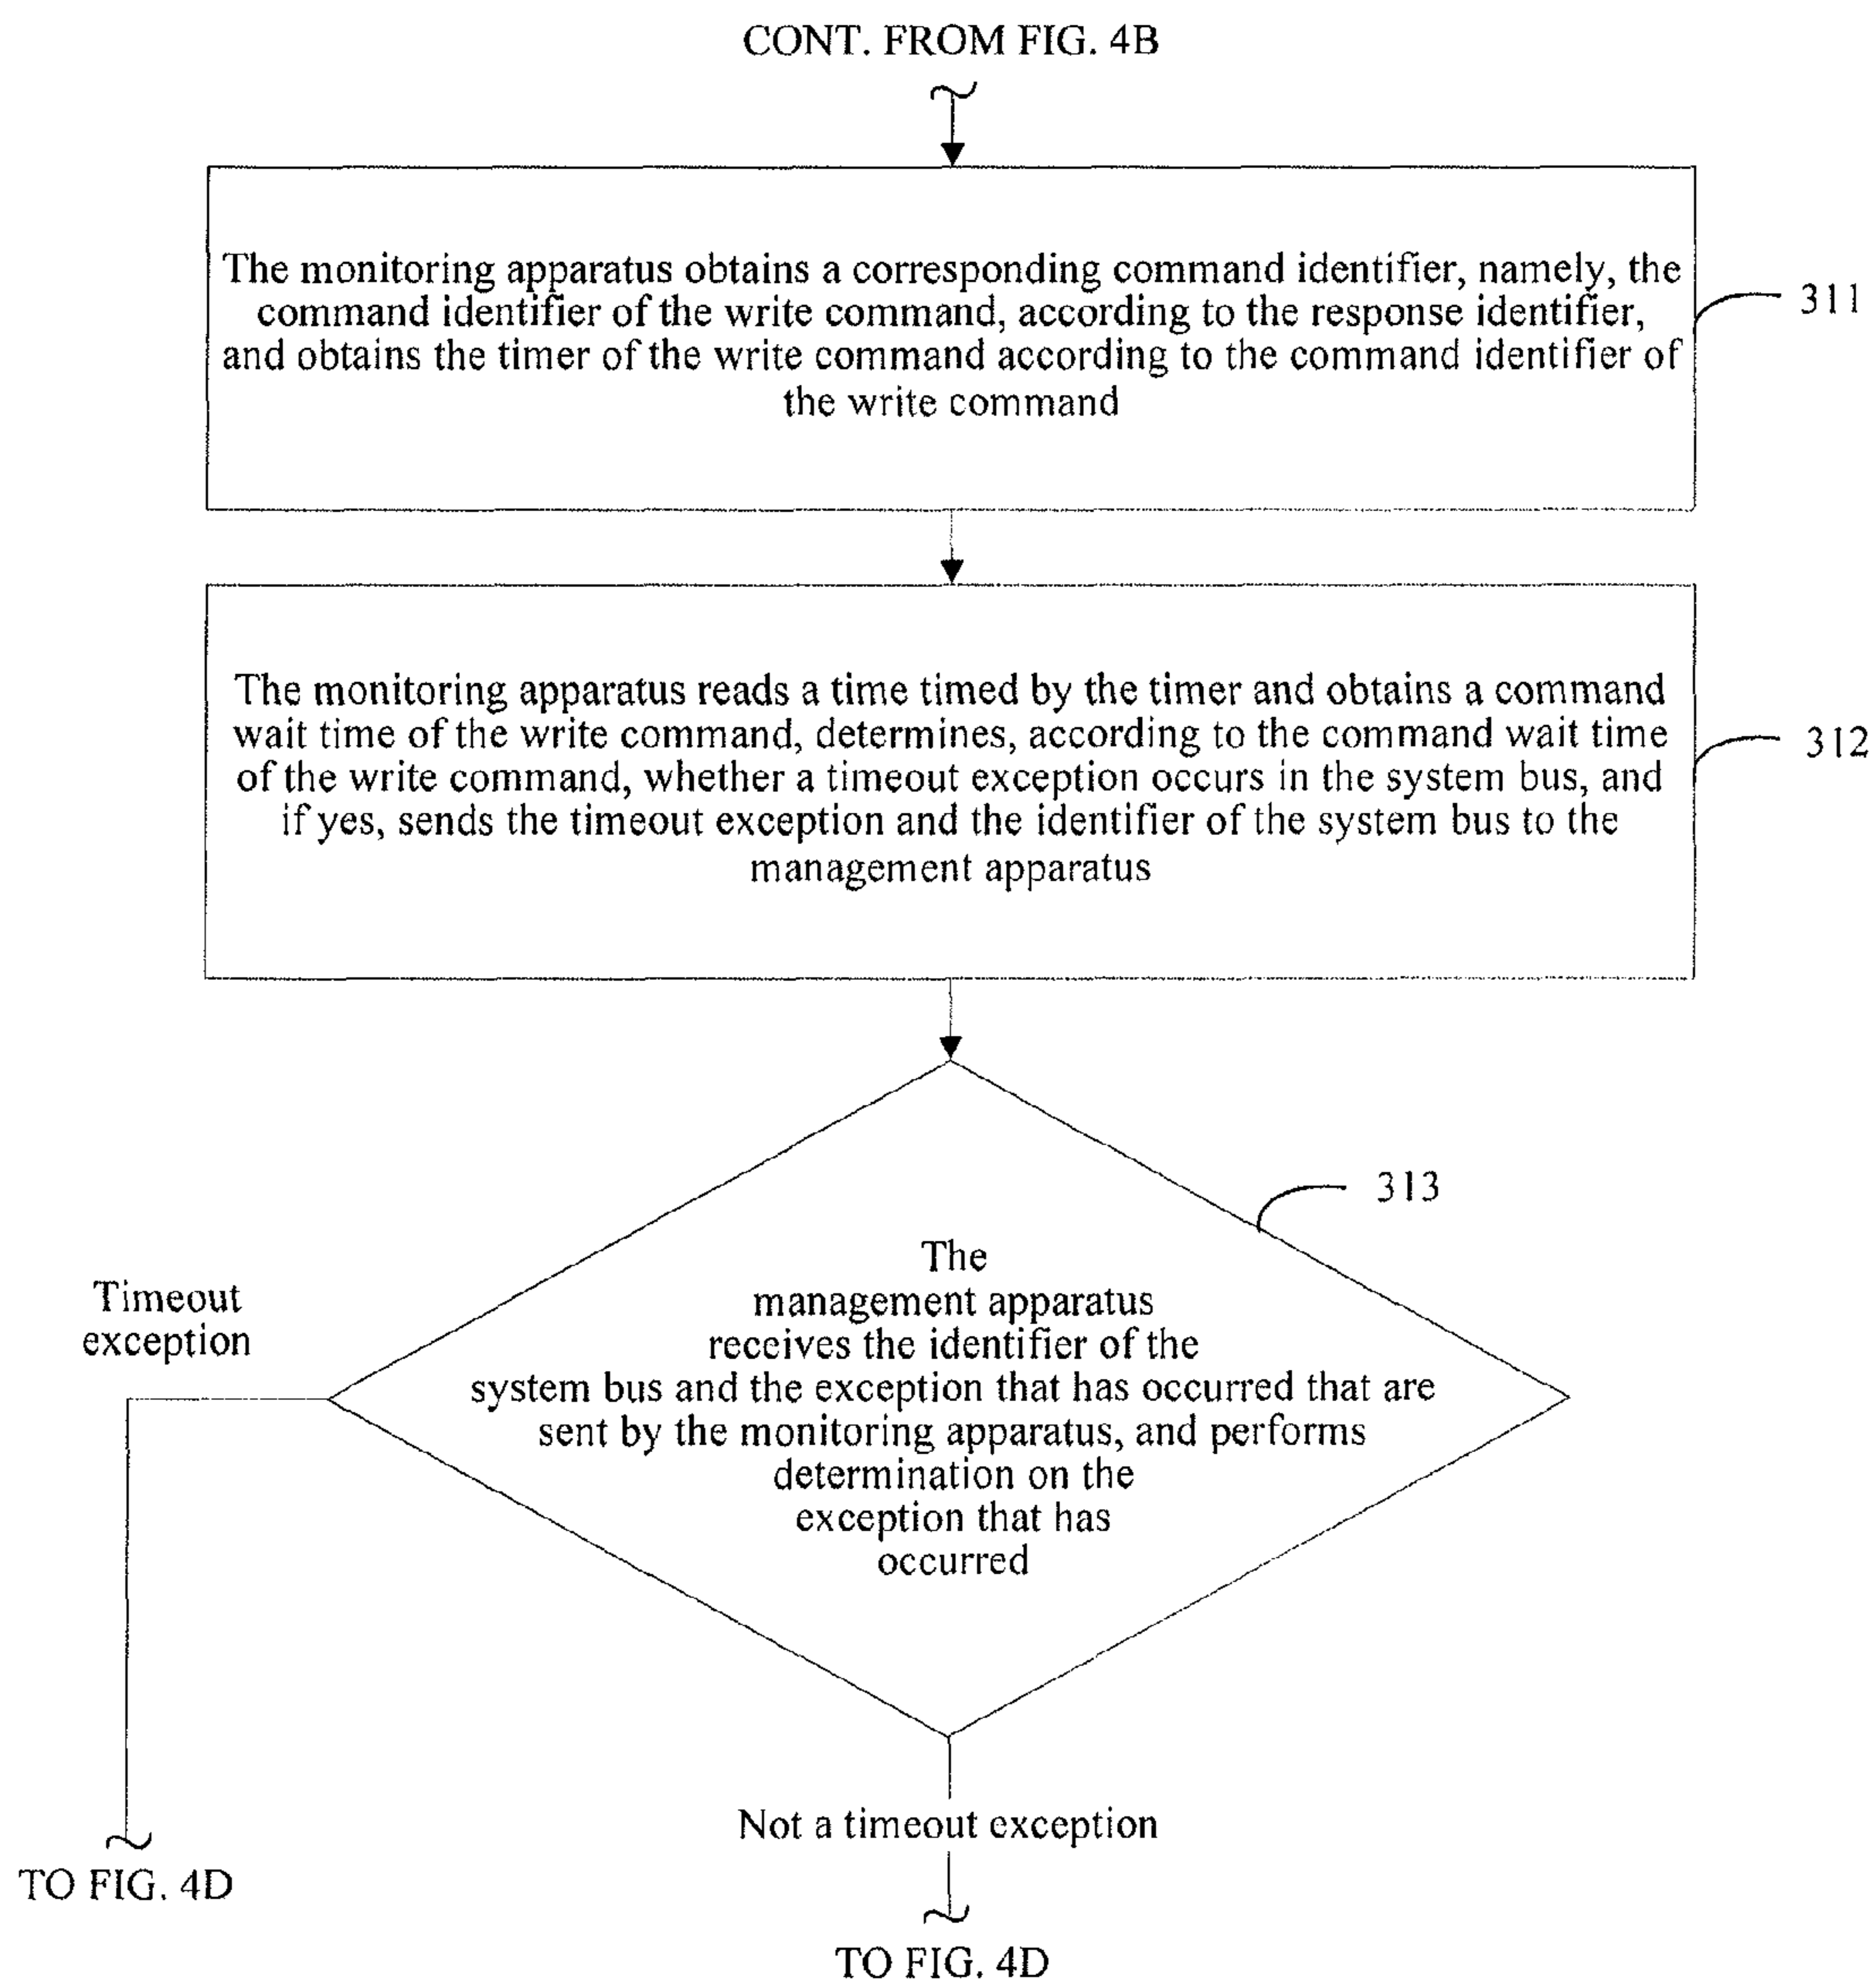 CONT. FROM FIG. 4B
The monitoring apparatus obtains a corresponding command identifier, namely, the
command identifier of the write command, according to the response identifier,
and obtains the timer of the write command according to the command identifier of
the write command
311
The monitoring apparatus reads a time timed by the timer and obtains a command
wait time of the write command, determines, according to the command wait time
of the write command, whether a timeout exception occurs in the system bus, and
if yes, sends the timeout exception and the identifier of the system bus to the
management apparatus
312
313
The
management apparatus
receives the identifier of the
system bus and the exception that has occurred that are
sent by the monitoring apparatus, and performs
determination on the
exception that has
occurred
Timeout
exception
Not a timeout exception
TO FIG. 4D
TO FIG. 4D